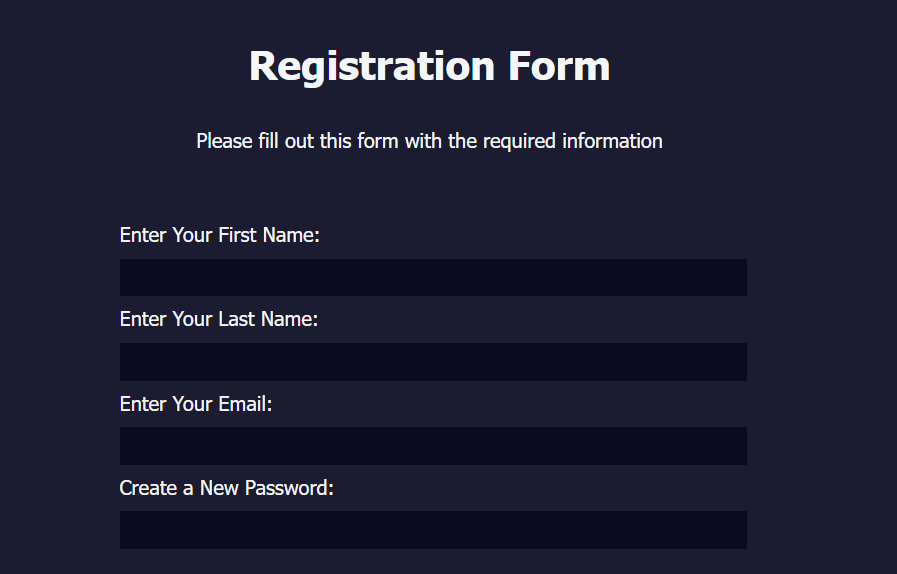 Registration Form
Please fill out this form with the required information
Enter Your First Name:
Enter Your Last Name:
Enter Your Email:
Create a New Password: